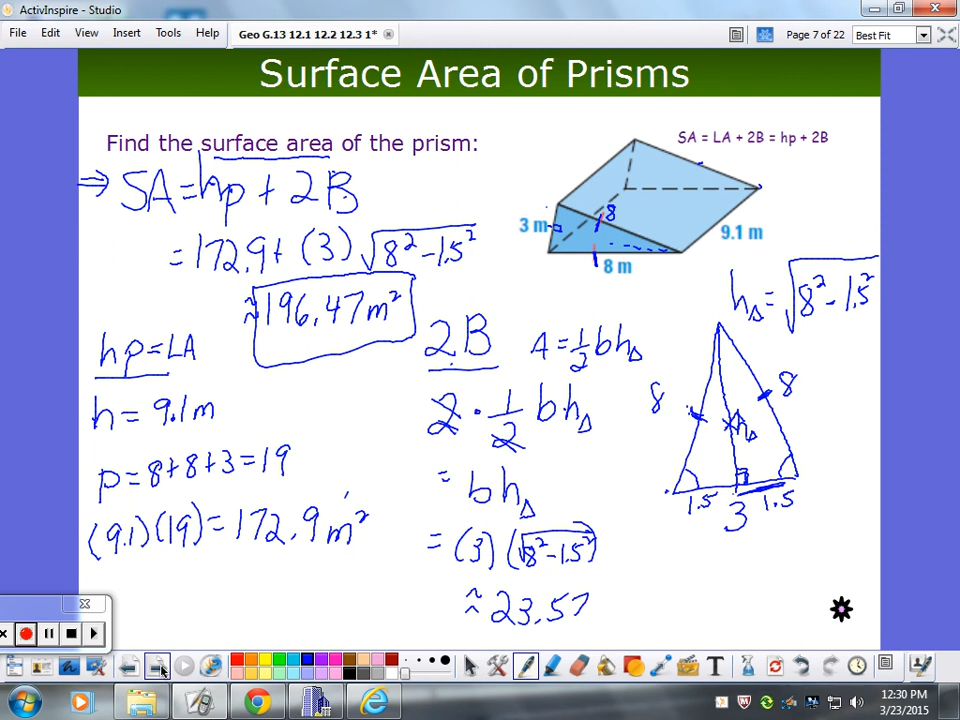 ActivInspire - Studio
File Edit View Insert Tools Help
Geo G.13 12.1 12.2 12.3 1*
Page 7 of 22
Best Fit
Surface Area of Prisms
Find the surface area of the prism:
SA = LA + 2B = hp + 2B
⇒ SA = hp + 2B
= 172.9 + (3) √8² - 1.5²
≈ 196.47 m²
3 m
8
8 m
9.1 m
h△ = √8² - 1.5²
hp = LA
h = 9.1 m
p = 8+8+3 = 19
(9.1)(19) = 172.9 m²
2B
A = ½bh△
2 · ½ b·h△
= bh△
= (3) (√8² - 1.5²)
≈ 23.57
8
8
h△
1.5
3
1.5
T
12:30 PM
3/23/2015